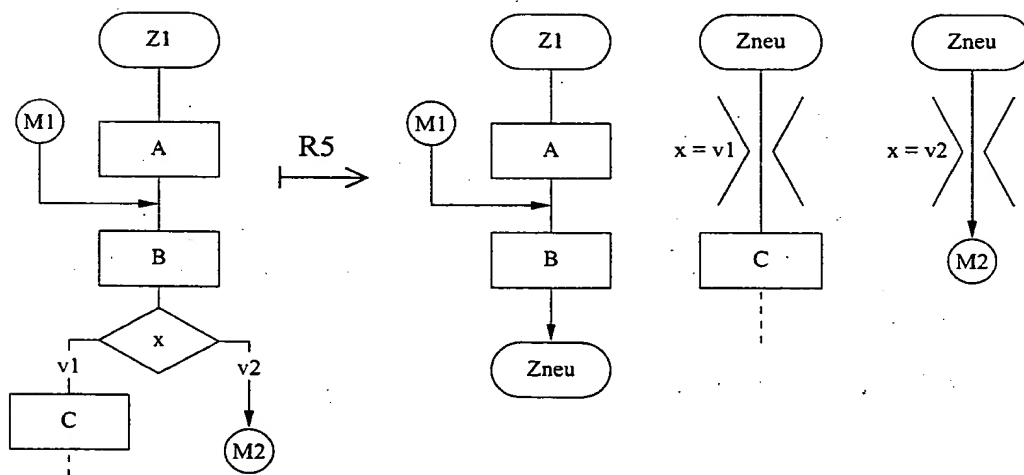 Z1
M1
A
B
x
v1
v2
C
M2
R5
Z1
M1
A
B
Zneu
Zneu
x = v1
C
Zneu
x = v2
M2